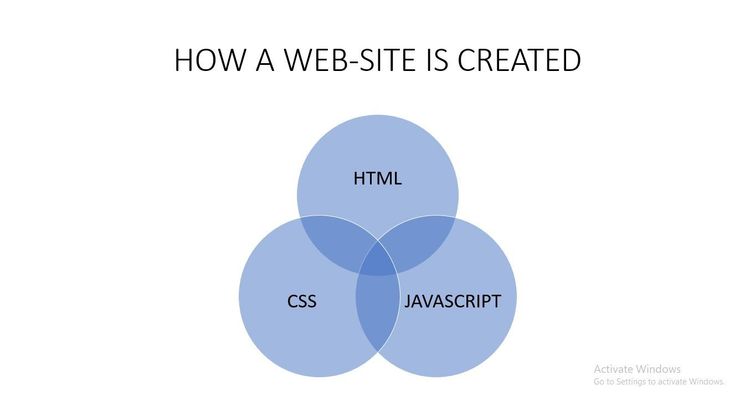 HOW A WEB-SITE IS CREATED
HTML
CSS
JAVASCRIPT
Activate Windows
Go to Settings to activate Windows.